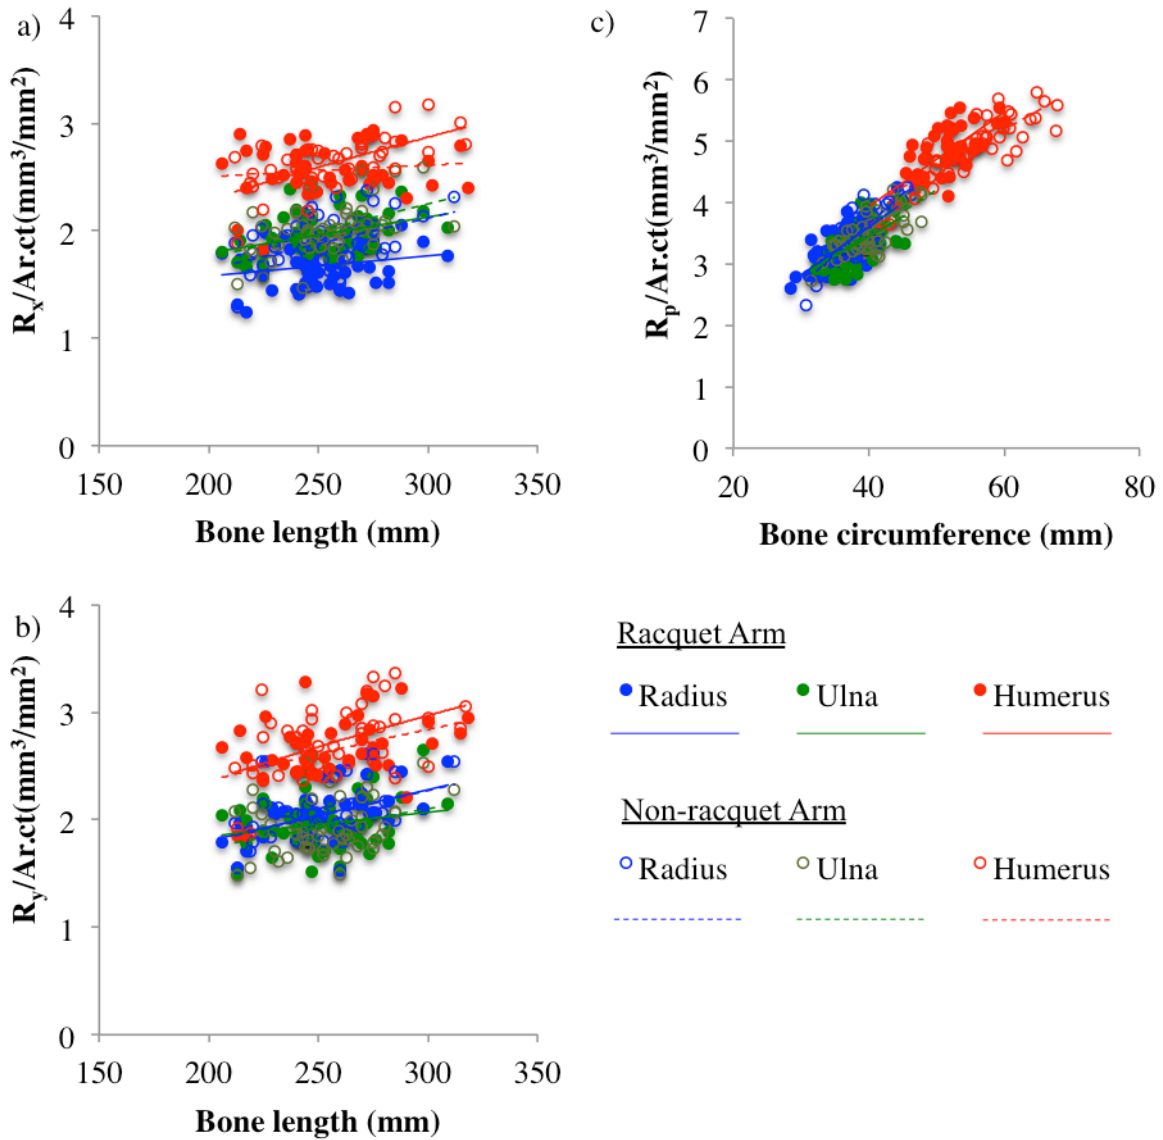 a)
4
3
2
1
0
150 200 250 300 350
Rx/Ar.ct(mm³/mm²)
Bone length (mm)
c)
7
6
5
4
3
2
1
0
20 40 60 80
Rp/Ar.ct(mm³/mm²)
Bone circumference (mm)
b)
4
3
2
1
0
150 200 250 300 350
Ry/Ar.ct(mm³/mm²)
Bone length (mm)
Racquet Arm
Radius Ulna Humerus
Non-racquet Arm
Radius Ulna Humerus